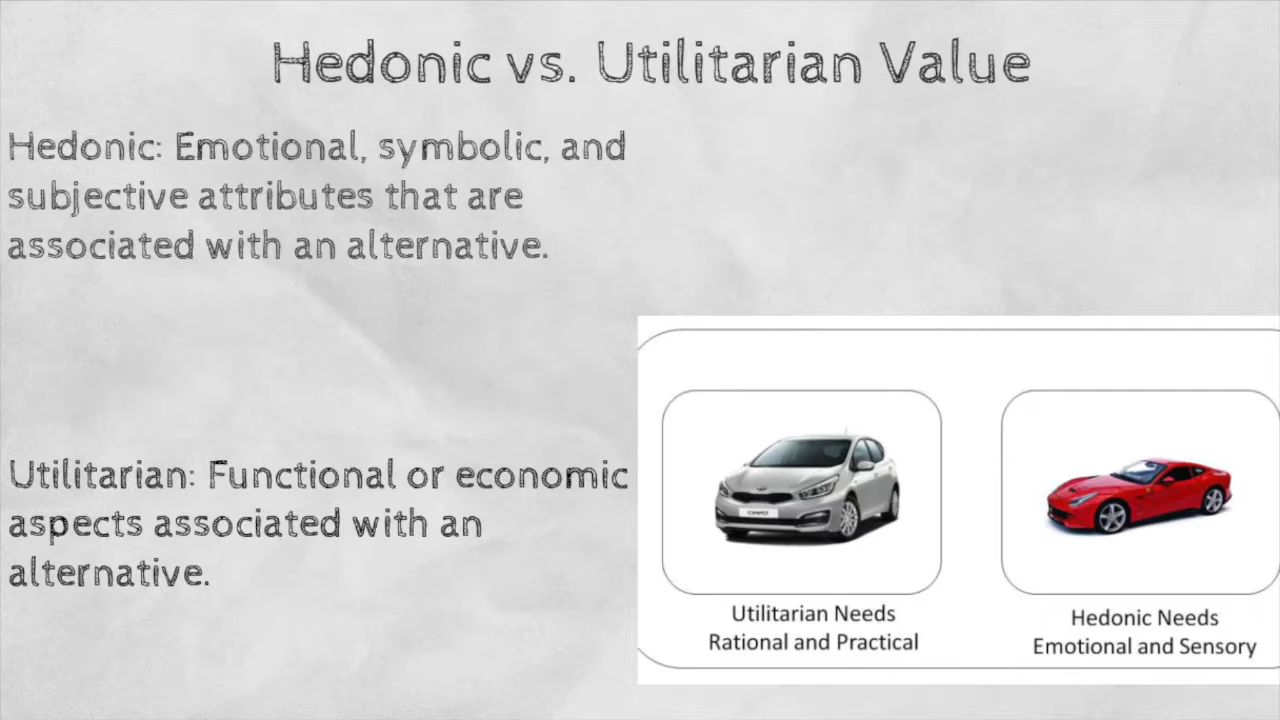 Hedonic vs. Utilitarian Value
Hedonic: Emotional, symbolic, and
subjective attributes that are
associated with an alternative.
Utilitarian: Functional or economic
aspects associated with an
alternative.
Utilitarian Needs
Rational and Practical
Hedonic Needs
Emotional and Sensory